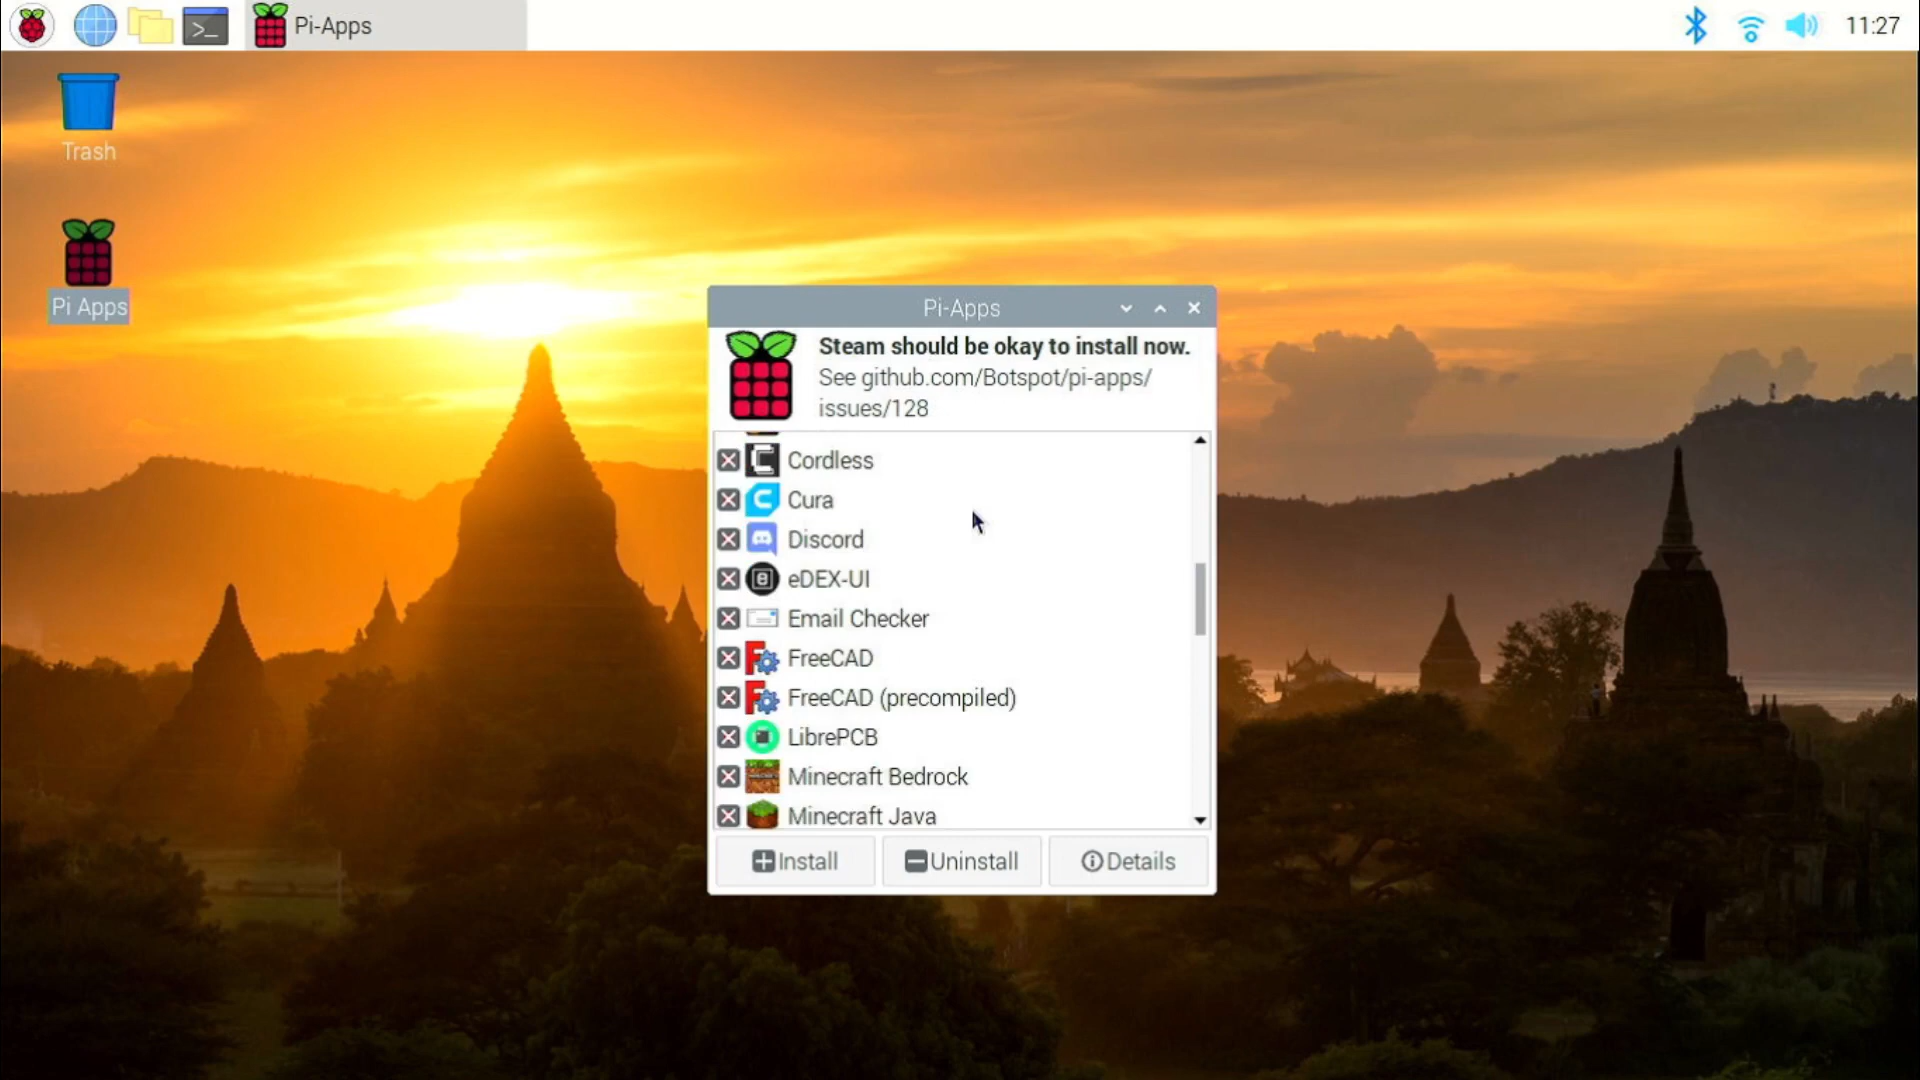 Pi-Apps
11:27
Trash
Pi Apps
Pi-Apps
Steam should be okay to install now.
See github.com/Botspot/pi-apps/
issues/128
Cordless
Cura
Discord
eDEX-UI
Email Checker
FreeCAD
FreeCAD (precompiled)
LibrePCB
Minecraft Bedrock
Minecraft Java
Install
Uninstall
Details